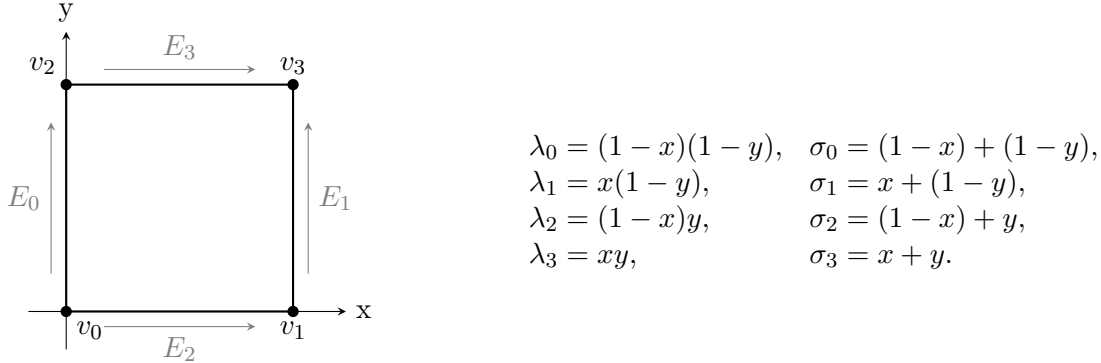 y
E₃
v₂
v₃
E₀
E₁
x
v₀
v₁
E₂
λ₀ = (1 − x)(1 − y), σ₀ = (1 − x) + (1 − y),
λ₁ = x(1 − y), σ₁ = x + (1 − y),
λ₂ = (1 − x)y, σ₂ = (1 − x) + y,
λ₃ = xy, σ₃ = x + y.